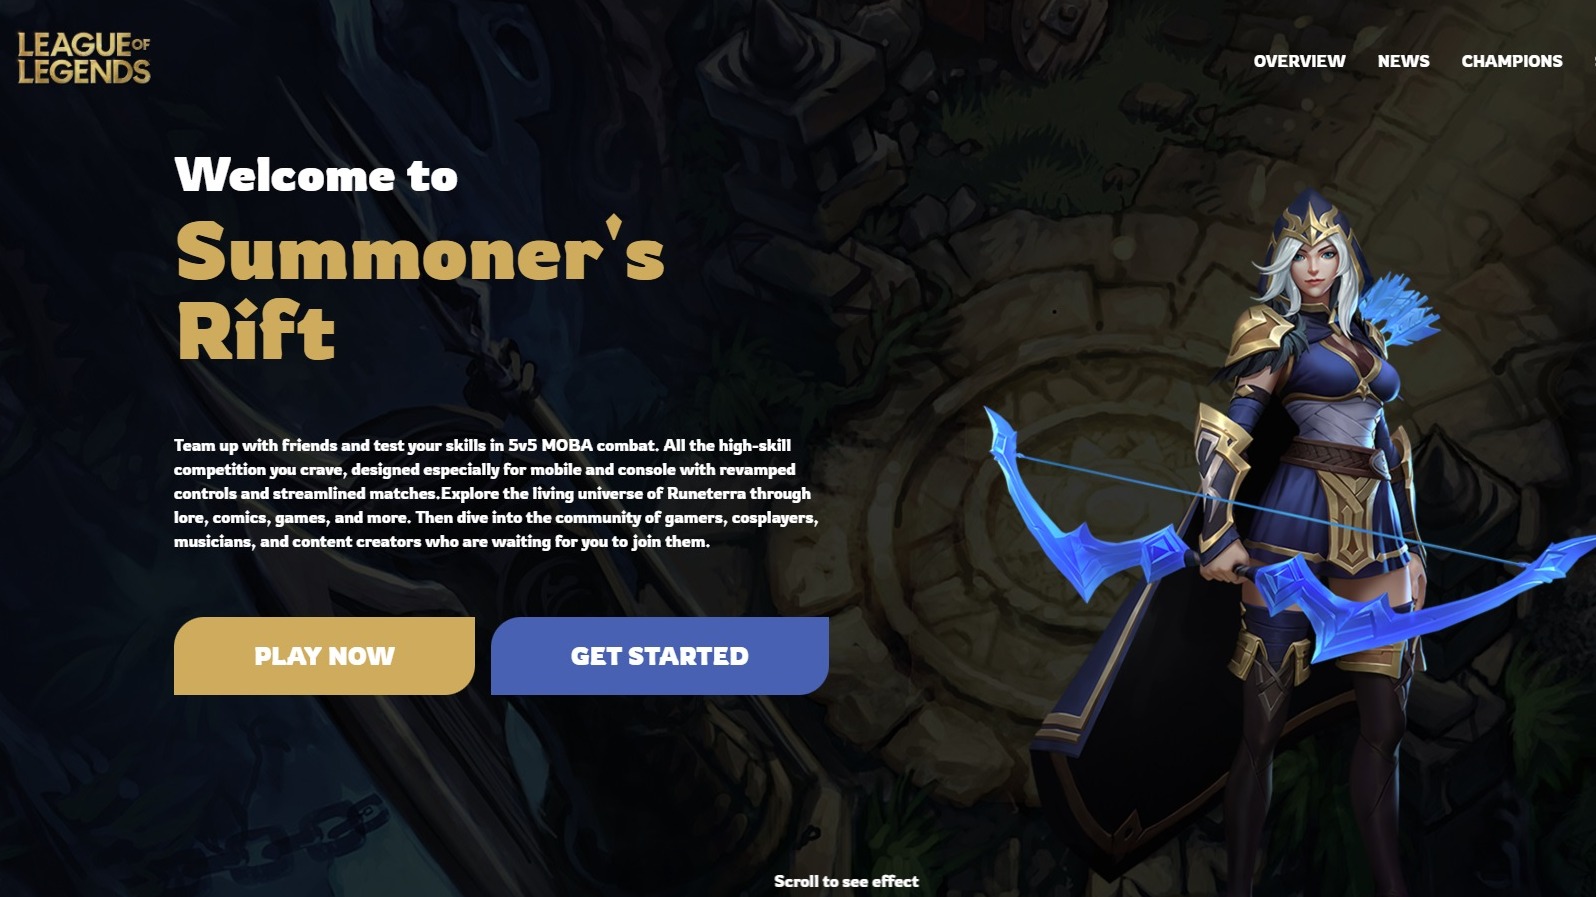 LEAGUE OF
LEGENDS
OVERVIEW NEWS CHAMPIONS
Welcome to
Summoner's
Rift
Team up with friends and test your skills in 5v5 MOBA combat. All the high-skill
competition you crave, designed especially for mobile and console with revamped
controls and streamlined matches.Explore the living universe of Runeterra through
lore, comics, games, and more. Then dive into the community of gamers, cosplayers,
musicians, and content creators who are waiting for you to join them.
PLAY NOW GET STARTED
Scroll to see effect